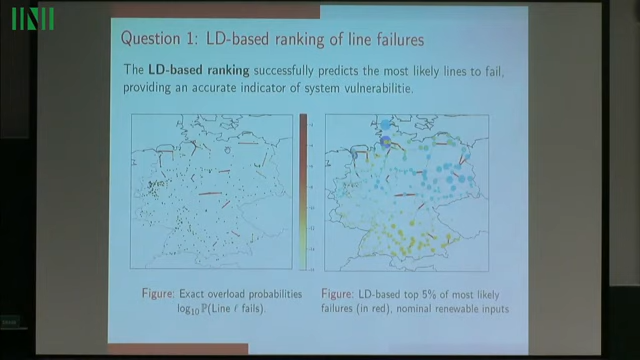 Question 1: LD-based ranking of line failures
The LD-based ranking successfully predicts the most likely lines to fail,
providing an accurate indicator of system vulnerabilitie.
Figure: Exact overload probabilities
log₁₀ ℙ(Line ℓ fails).
Figure: LD-based top 5% of most likely
failures (in red), nominal renewable inputs